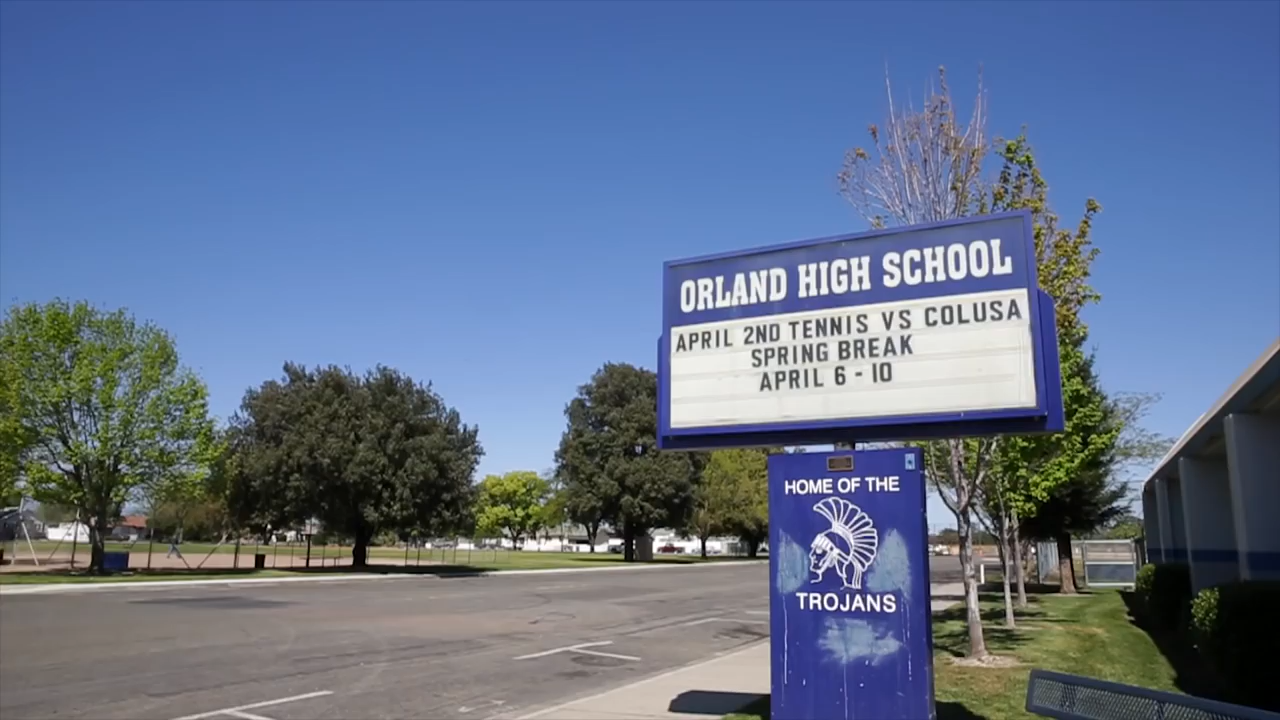 ORLAND HIGH SCHOOL
APRIL 2ND TENNIS VS COLUSA
SPRING BREAK
APRIL 6 - 10
HOME OF THE
TROJANS